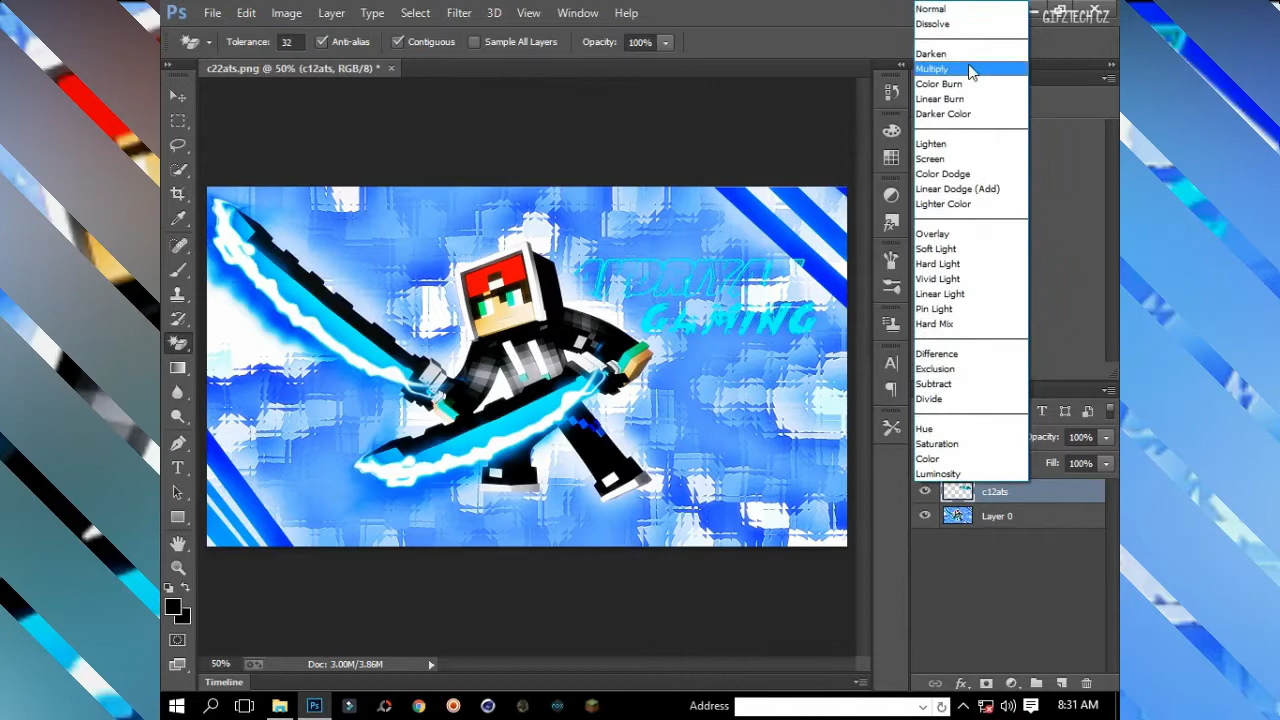 Ps File Edit Image Layer Type Select Filter 3D View Window Help
GIFZTECH CZ
Tolerance: 32 Anti-alias Contiguous Sample All Layers Opacity: 100%
c22ats.png @ 50% (c12ats, RGB/8) * ×
Normal
Dissolve
Darken
Multiply
Color Burn
Linear Burn
Darker Color
Lighten
Screen
Color Dodge
Linear Dodge (Add)
Lighter Color
Overlay
Soft Light
Hard Light
Vivid Light
Linear Light
Pin Light
Hard Mix
Difference
Exclusion
Subtract
Divide
Hue
Saturation
Color
Luminosity
GAMING
Opacity: 100%
Fill: 100%
c12ats
Layer 0
50% Doc: 3.00M/3.86M
Timeline
Address 8:31 AM